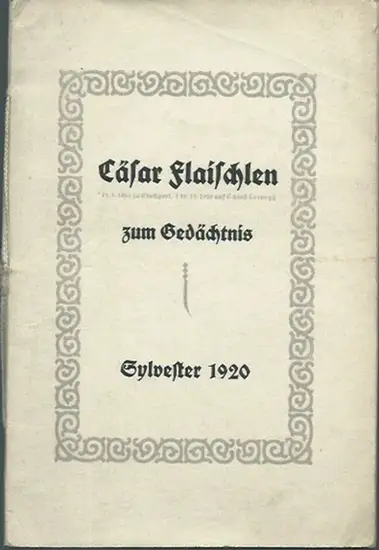 Cäsar Flaischlen
zum Gedächtnis
Sylvester 1920